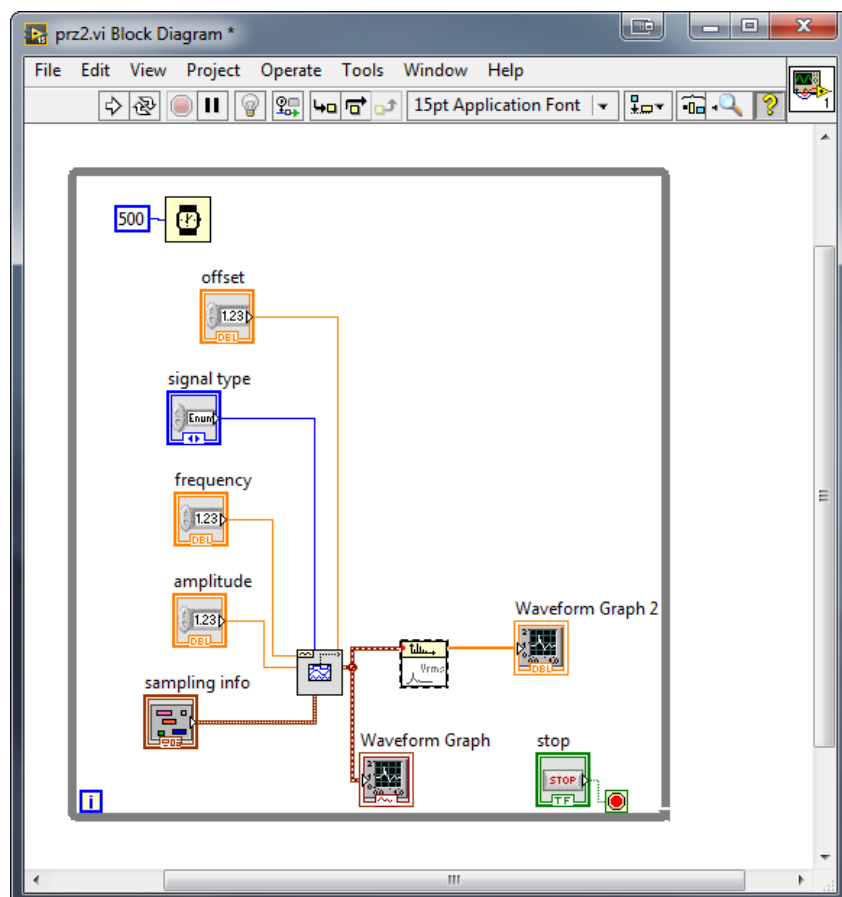 prz2.vi Block Diagram *
File Edit View Project Operate Tools Window Help
15pt Application Font
1
500
offset
1.23
DBL
signal type
Enum
frequency
1.23
DBL
amplitude
1.23
DBL
Waveform Graph 2
DBL
Vrms
sampling info
Waveform Graph
stop
STOP
TF
i